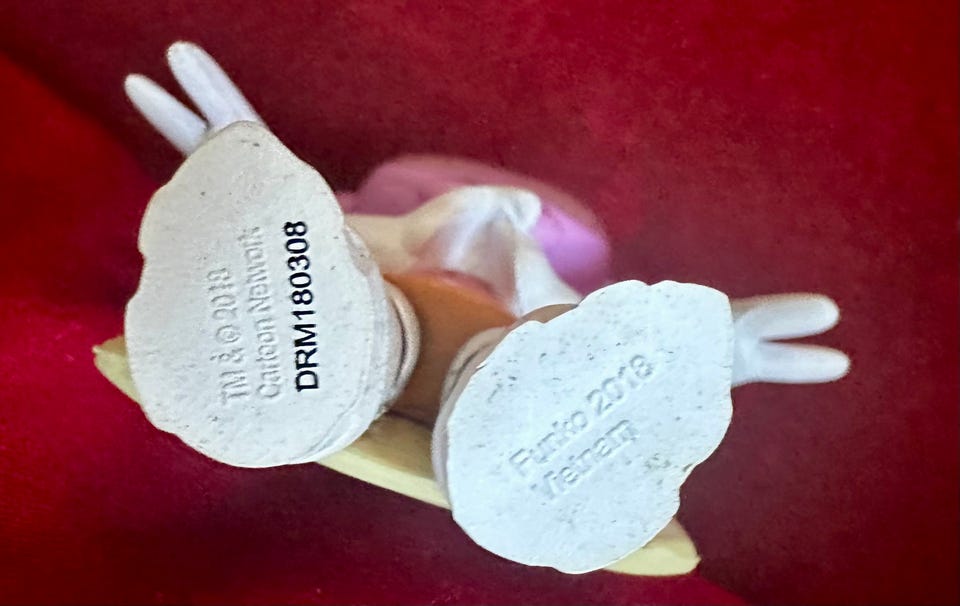 TM & © 2018
Cartoon Network
DRM180308
Funko 2018
Vietnam